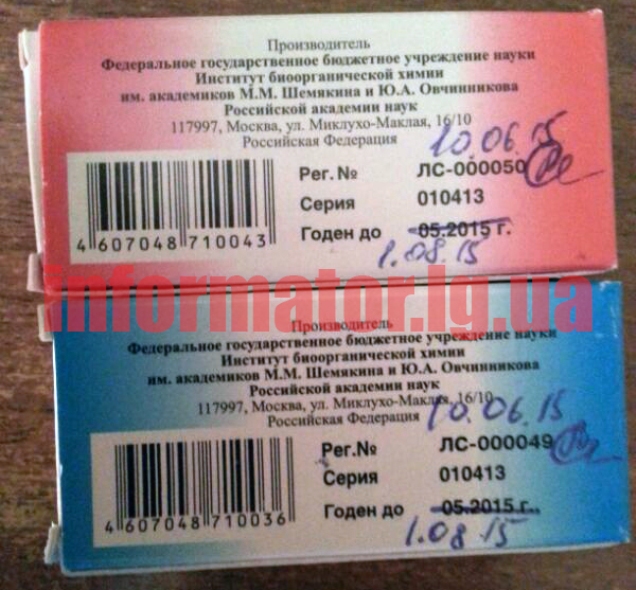 Производитель
Федеральное государственное бюджетное учреждение науки
Институт биоорганической химии
им. академиков М.М. Шемякина и Ю.А. Овчинникова
Российской академии наук
117997, Москва, ул. Миклухо-Маклая, 16/10
Российская Федерация
10.06.15
Рег. № ЛС-000050
Серия 010413
Годен до 05.2015 г.
1.08.15
4 607048 710043
informator.lg.ua
Производитель
Федеральное государственное бюджетное учреждение науки
Институт биоорганической химии
им. академиков М.М. Шемякина и Ю.А. Овчинникова
Российской академии наук
117997, Москва, ул. Миклухо-Маклая, 16/10
Российская Федерация
10.06.15
Рег.№ ЛС-000049
Серия 010413
Годен до 05.2015 г.
1.08 15
4 607048 710036